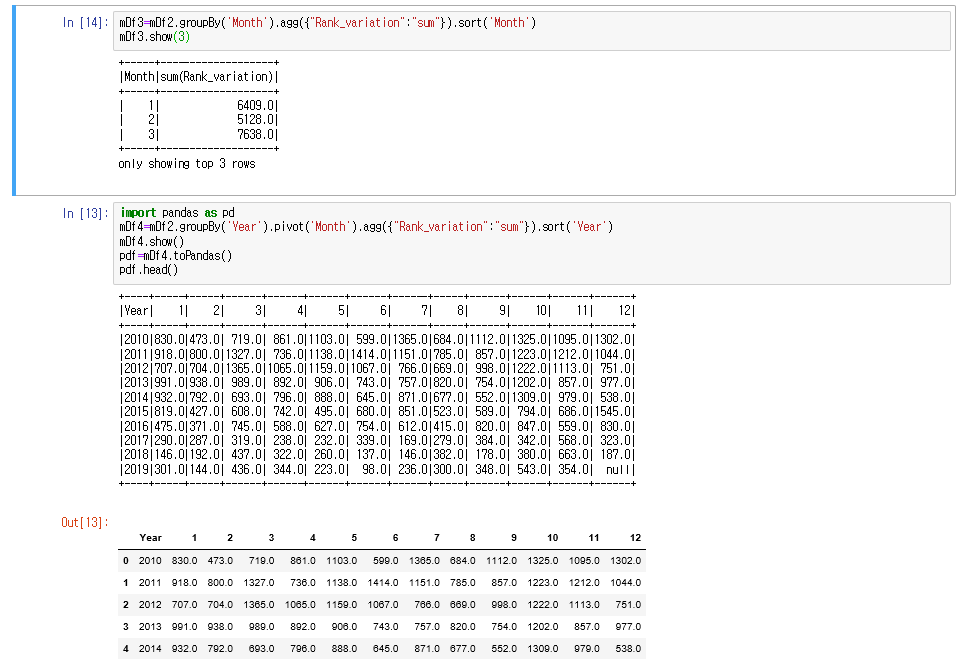 In [14]: mDf3=mDf2.groupBy('Month').agg({"Rank_variation":"sum"}).sort('Month')
mDf3.show(3)
+-----+-------------------+
|Month|sum(Rank_variation)|
+-----+-------------------+
|    1|             6409.0|
|    2|             5128.0|
|    3|             7638.0|
+-----+-------------------+
only showing top 3 rows
In [13]: import pandas as pd
mDf4=mDf2.groupBy('Year').pivot('Month').agg({"Rank_variation":"sum"}).sort('Year')
mDf4.show()
pdf=mDf4.toPandas()
pdf.head()
+----+-----+-----+------+------+------+------+------+-----+------+------+------+------+
|Year|    1|    2|     3|     4|     5|     6|     7|    8|     9|    10|    11|    12|
+----+-----+-----+------+------+------+------+------+-----+------+------+------+------+
|2010|830.0|473.0| 719.0| 861.0|1103.0| 599.0|1365.0|684.0|1112.0|1325.0|1095.0|1302.0|
|2011|918.0|800.0|1327.0| 736.0|1138.0|1414.0|1151.0|785.0| 857.0|1223.0|1212.0|1044.0|
|2012|707.0|704.0|1365.0|1065.0|1159.0|1067.0| 766.0|669.0| 998.0|1222.0|1113.0| 751.0|
|2013|991.0|938.0| 989.0| 892.0| 906.0| 743.0| 757.0|820.0| 754.0|1202.0| 857.0| 977.0|
|2014|932.0|792.0| 693.0| 796.0| 888.0| 645.0| 871.0|677.0| 552.0|1309.0| 979.0| 538.0|
|2015|819.0|427.0| 608.0| 742.0| 495.0| 680.0| 851.0|523.0| 589.0| 794.0| 686.0|1545.0|
|2016|475.0|371.0| 745.0| 588.0| 627.0| 754.0| 612.0|415.0| 820.0| 847.0| 559.0| 830.0|
|2017|290.0|287.0| 319.0| 238.0| 232.0| 339.0| 169.0|279.0| 384.0| 342.0| 568.0| 323.0|
|2018|146.0|192.0| 437.0| 322.0| 260.0| 137.0| 146.0|382.0| 178.0| 380.0| 663.0| 187.0|
|2019|301.0|144.0| 436.0| 344.0| 223.0|  98.0| 236.0|300.0| 348.0| 543.0| 354.0|  null|
+----+-----+-----+------+------+------+------+------+-----+------+------+------+------+
Out[13]:
Year 1 2 3 4 5 6 7 8 9 10 11 12
0 2010 830.0 473.0 719.0 861.0 1103.0 599.0 1365.0 684.0 1112.0 1325.0 1095.0 1302.0
1 2011 918.0 800.0 1327.0 736.0 1138.0 1414.0 1151.0 785.0 857.0 1223.0 1212.0 1044.0
2 2012 707.0 704.0 1365.0 1065.0 1159.0 1067.0 766.0 669.0 998.0 1222.0 1113.0 751.0
3 2013 991.0 938.0 989.0 892.0 906.0 743.0 757.0 820.0 754.0 1202.0 857.0 977.0
4 2014 932.0 792.0 693.0 796.0 888.0 645.0 871.0 677.0 552.0 1309.0 979.0 538.0